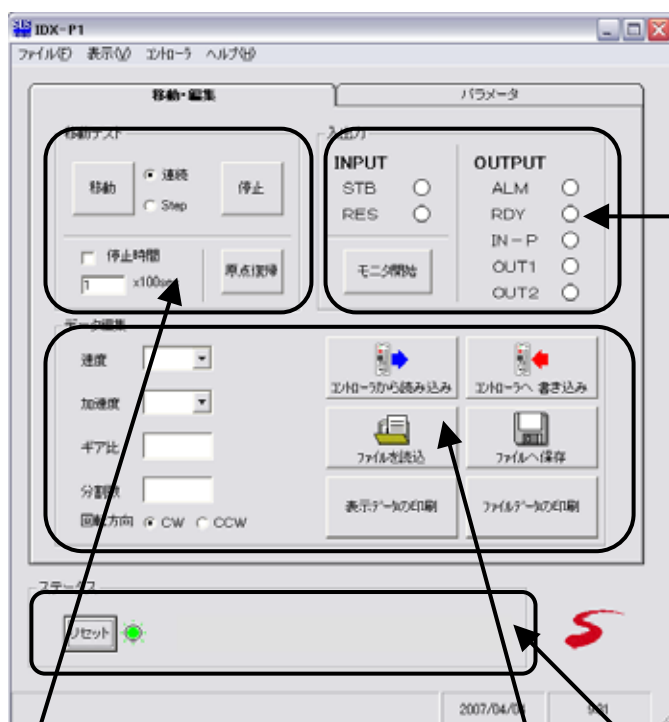 IDX-P1
ファイル(F) 表示(V) コントローラ ヘルプ(H)
移動・編集
パラメータ
移動テスト
移動
連続
Step
停止
停止時間
1
x100
原点復帰
入出力
INPUT
STB
RES
モニタ開始
OUTPUT
ALM
RDY
IN-P
OUT1
OUT2
データ編集
速度
加速度
ギア比
分割数
回転方向 CW CCW
コントローラから読み込み
コントローラへ 書き込み
ファイルを読込
ファイルへ保存
表示データの印刷
ファイルデータの印刷
ステータス
リセット
S